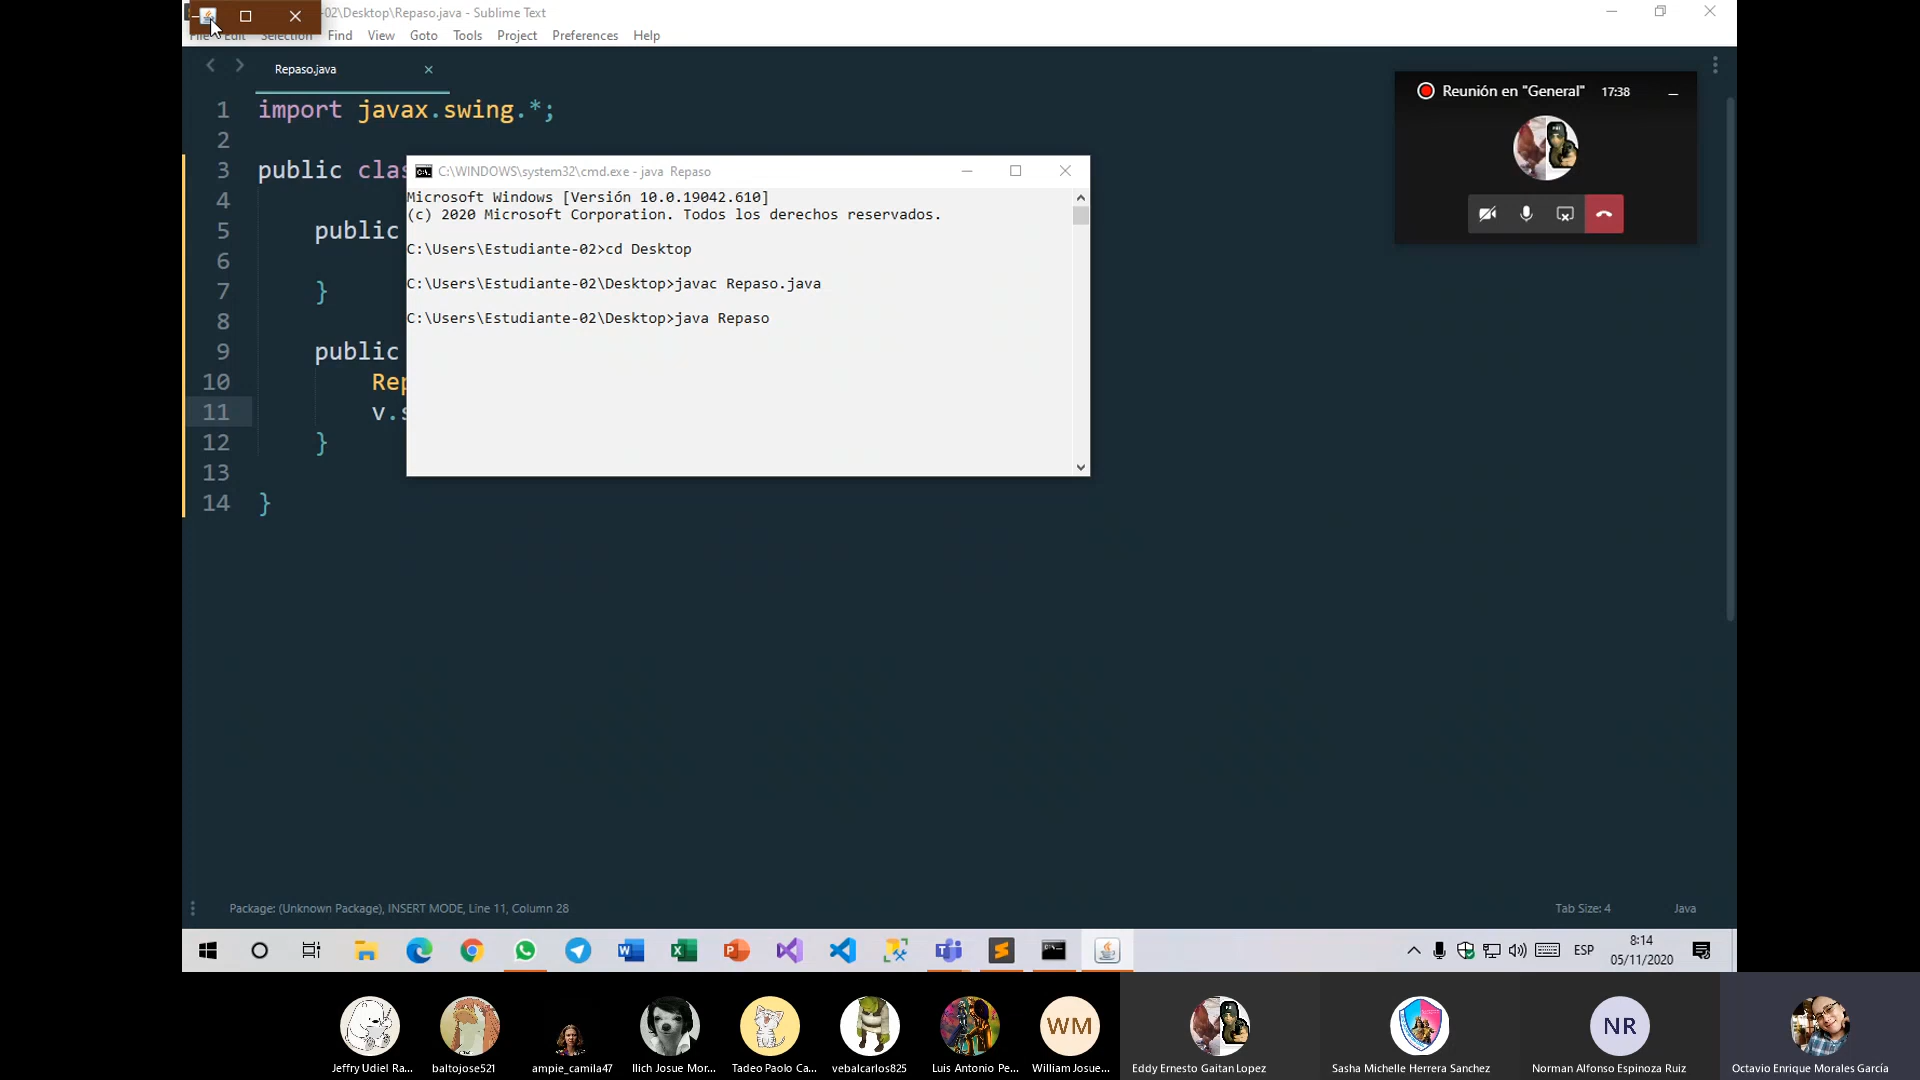 -02\Desktop\Repaso.java - Sublime Text
File Edit Selection Find View Goto Tools Project Preferences Help
Repaso.java
1 import javax.swing.*;
2
3 public clas
4
5 public
6
7 }
8
9 public
10 Rep
11 v.s
12 }
13
14 }
C:\WINDOWS\system32\cmd.exe - java Repaso
Microsoft Windows [Versión 10.0.19042.610]
(c) 2020 Microsoft Corporation. Todos los derechos reservados.
C:\Users\Estudiante-02>cd Desktop
C:\Users\Estudiante-02\Desktop>javac Repaso.java
C:\Users\Estudiante-02\Desktop>java Repaso
Reunión en "General" 17:38
Package: (Unknown Package), INSERT MODE, Line 11, Column 28
Tab Size: 4 Java
ESP
8:14
05/11/2020
WM
NR
Jeffry Udiel Ra... baltojose521 ampie_camila47 Ilich Josue Mor... Tadeo Paolo Ca... vebalcarlos825 Luis Antonio Pe... William Josue... Eddy Ernesto Gaitan Lopez Sasha Michelle Herrera Sanchez Norman Alfonso Espinoza Ruiz Octavio Enrique Morales García